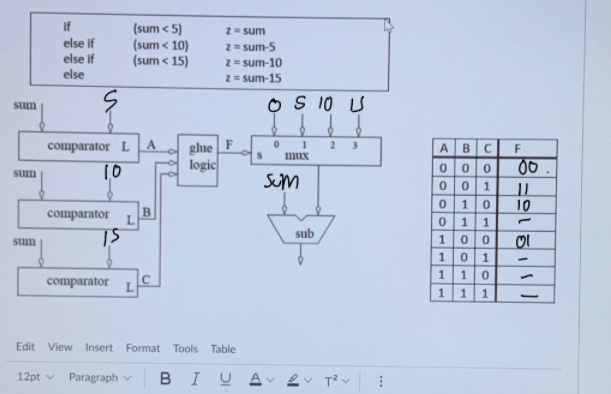 if (sum < 5) z = sum
else if (sum < 10) z = sum-5
else if (sum < 15) z = sum-10
else z = sum-15
sum 5
0 5 10 15
comparator L A
glue logic F
0 1 2 3
s mux
sum 10
sum
comparator L B
sub
sum 15
comparator L C
A B C F
0 0 0 00
0 0 1 11
0 1 0 10
0 1 1 -
1 0 0 01
1 0 1 -
1 1 0 -
1 1 1 -
Edit View Insert Format Tools Table
12pt Paragraph B I U A T²